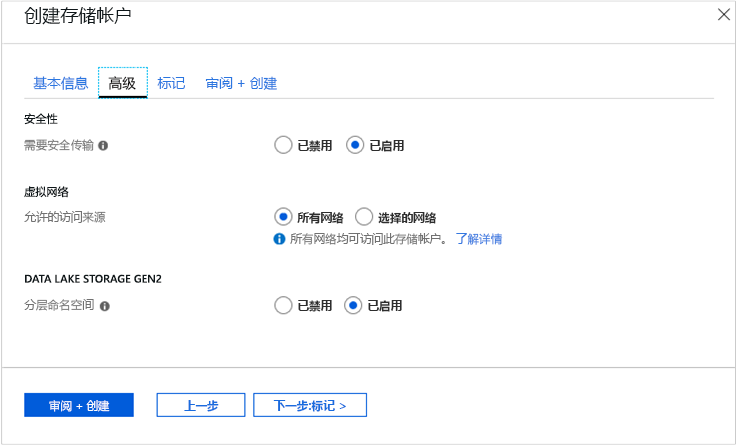 创建存储帐户
基本信息 高级 标记 审阅 + 创建
安全性
需要安全传输 已禁用 已启用
虚拟网络
允许的访问来源 所有网络 选择的网络
所有网络均可访问此存储帐户。 了解详情
DATA LAKE STORAGE GEN2
分层命名空间 已禁用 已启用
审阅 + 创建 上一步 下一步:标记 >